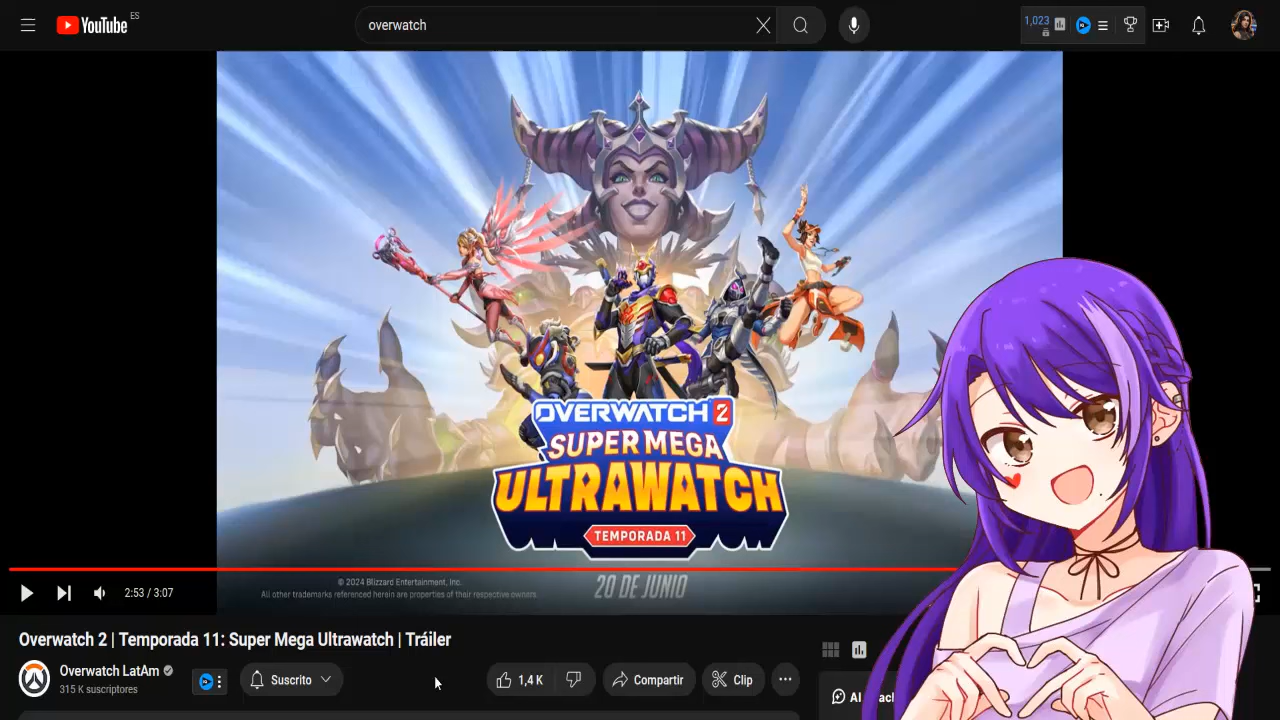 YouTube ES
overwatch
1,023
OVERWATCH 2
SUPER MEGA
ULTRAWATCH
TEMPORADA 11
20 DE JUNIO
© 2024 Blizzard Entertainment, Inc.
All other trademarks referenced herein are properties of their respective owners.
2:53 / 3:07
Overwatch 2 | Temporada 11: Super Mega Ultrawatch | Tráiler
Overwatch LatAm
315 K suscriptores
Suscrito
1,4 K
Compartir
Clip